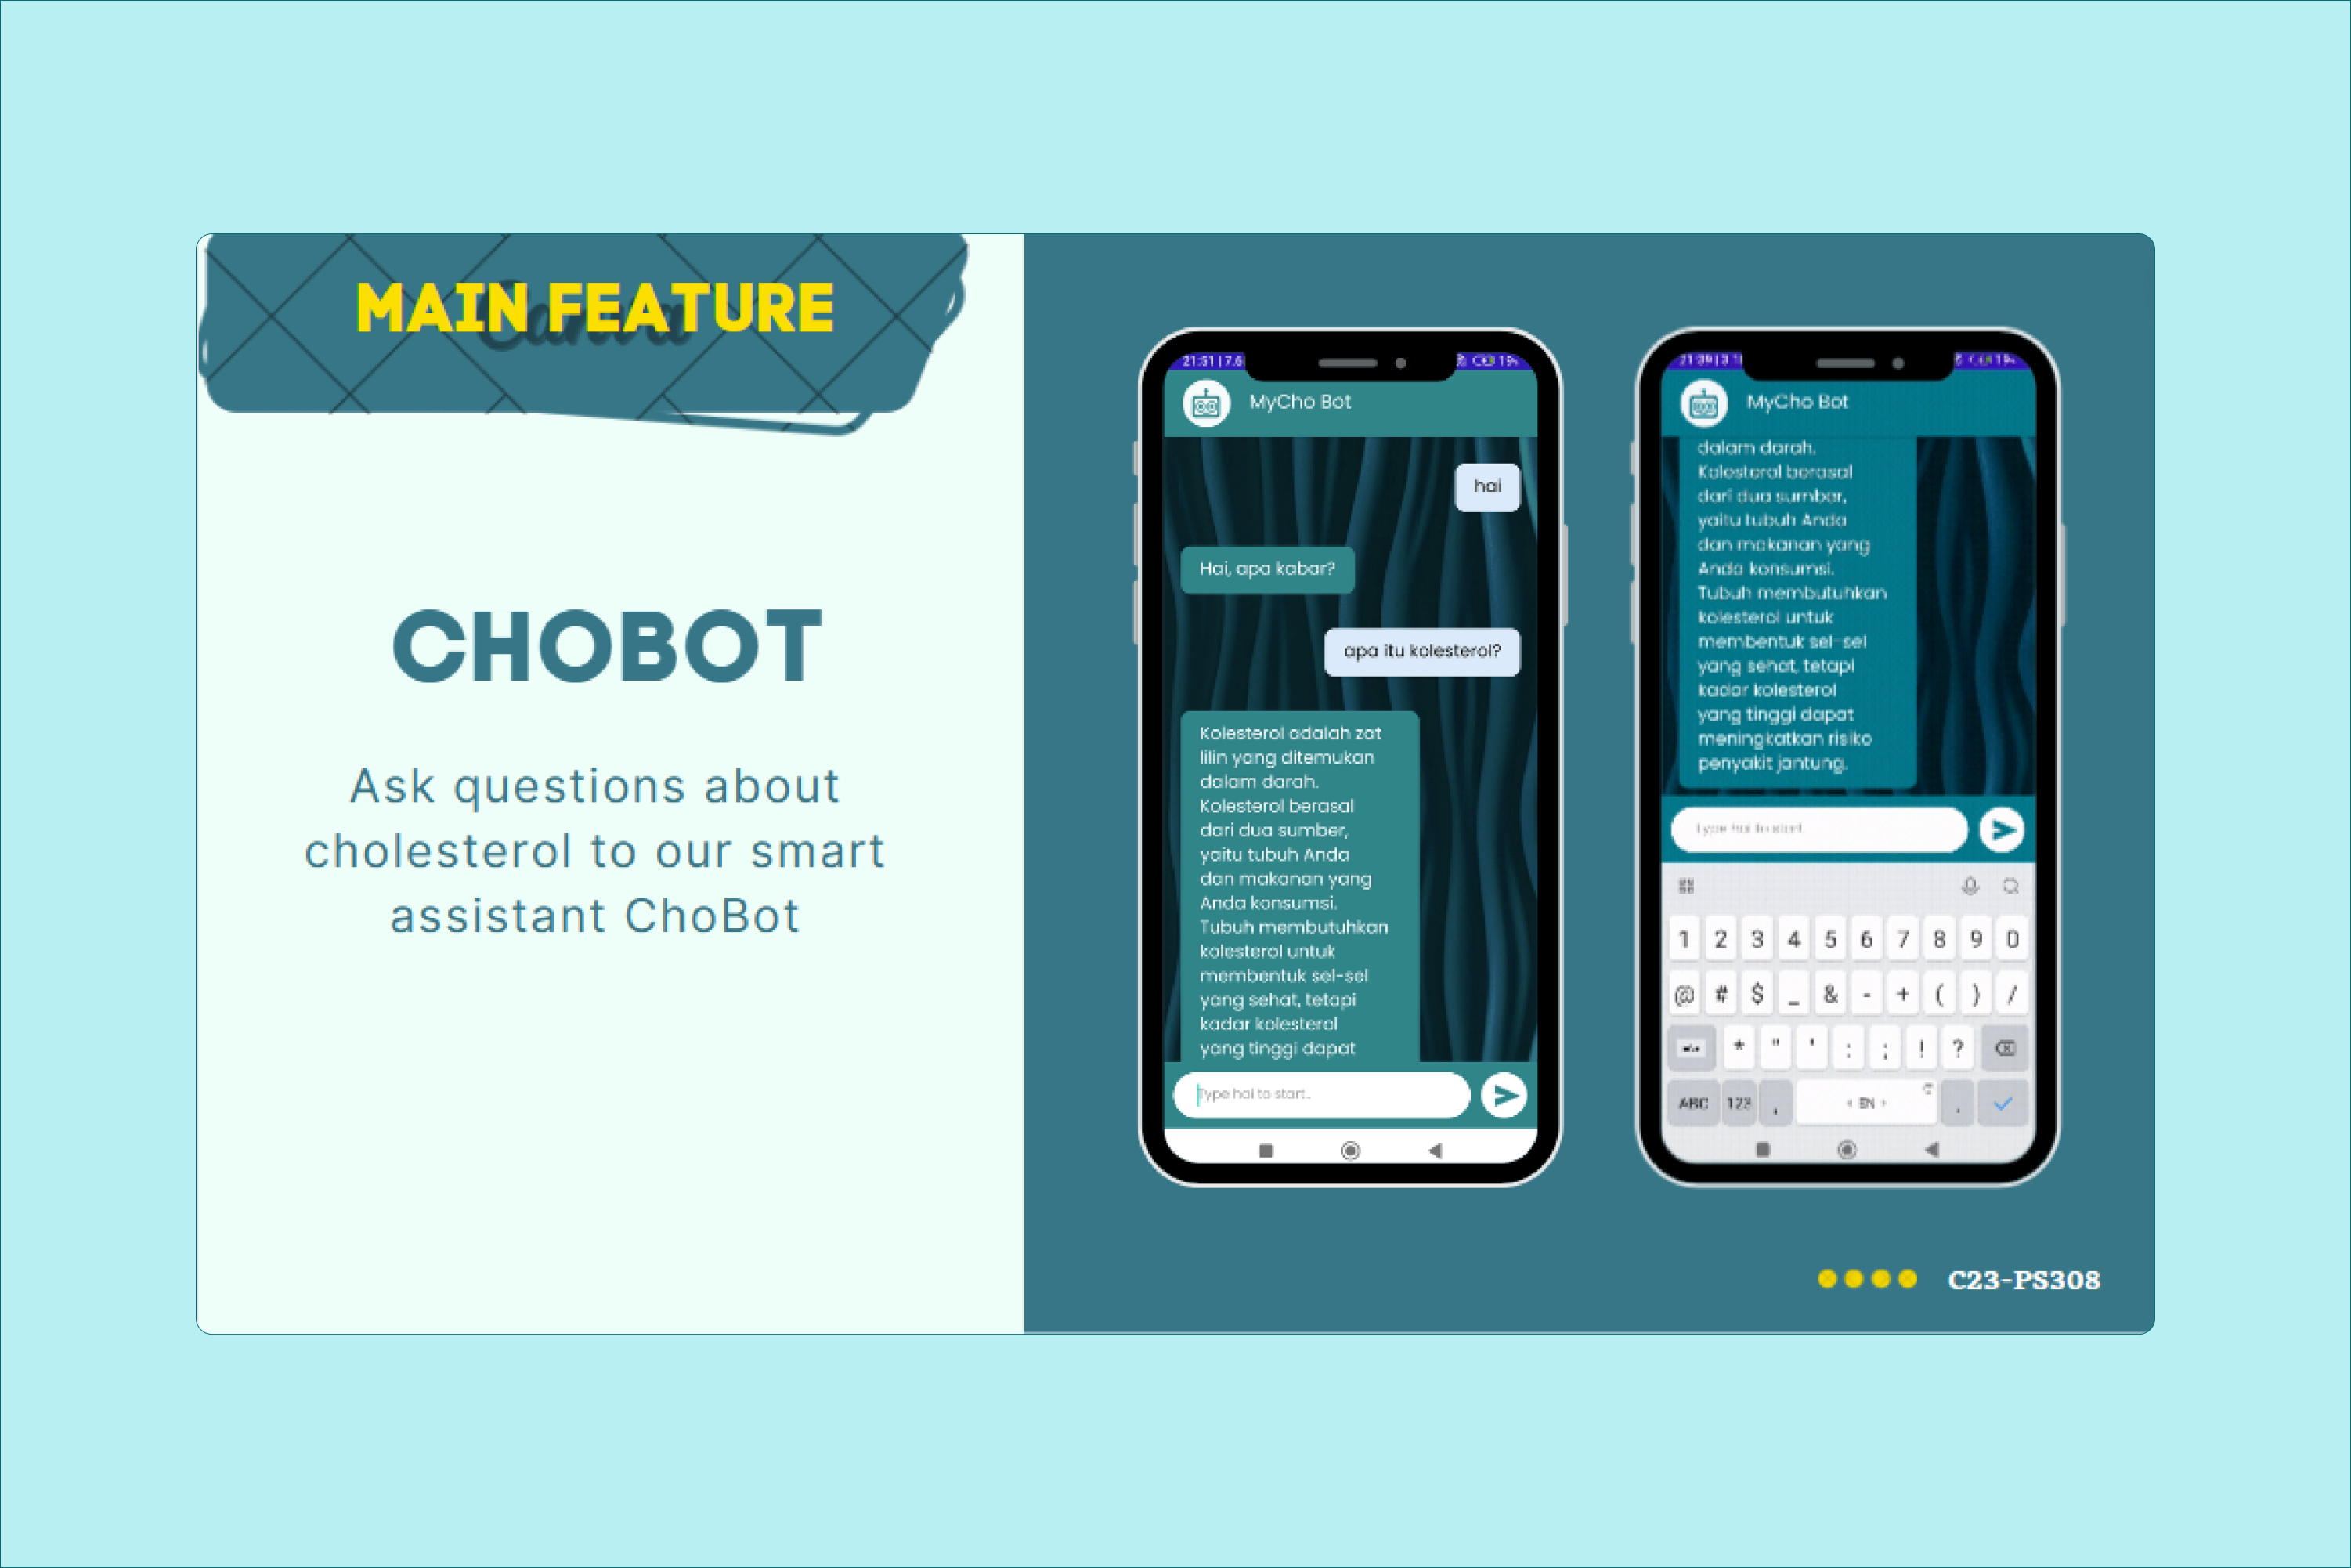 MAIN FEATURE
Canva
CHOBOT
Ask questions about
cholesterol to our smart
assistant ChoBot
21:51 | 7.6
19%
MyCho Bot
hai
Hai, apa kabar?
apa itu kolesterol?
Kolesterol adalah zat
lilin yang ditemukan
dalam darah.
Kolesterol berasal
dari dua sumber,
yaitu tubuh Anda
dan makanan yang
Anda konsumsi.
Tubuh membutuhkan
kolesterol untuk
membentuk sel-sel
yang sehat, tetapi
kadar kolesterol
yang tinggi dapat
Type hai to start..
MyCho Bot
dalam darah.
Kolesterol berasal
dari dua sumber,
yaitu tubuh Anda
dan makanan yang
Anda konsumsi.
Tubuh membutuhkan
kolesterol untuk
membentuk sel-sel
yang sehat, tetapi
kadar kolesterol
yang tinggi dapat
meningkatkan risiko
penyakit jantung.
Type hai to start
1 2 3 4 5 6 7 8 9 0
@ # $ _ & - + ( ) /
* " ' : ; ! ?
ABC 123 , EN .
C23-PS308